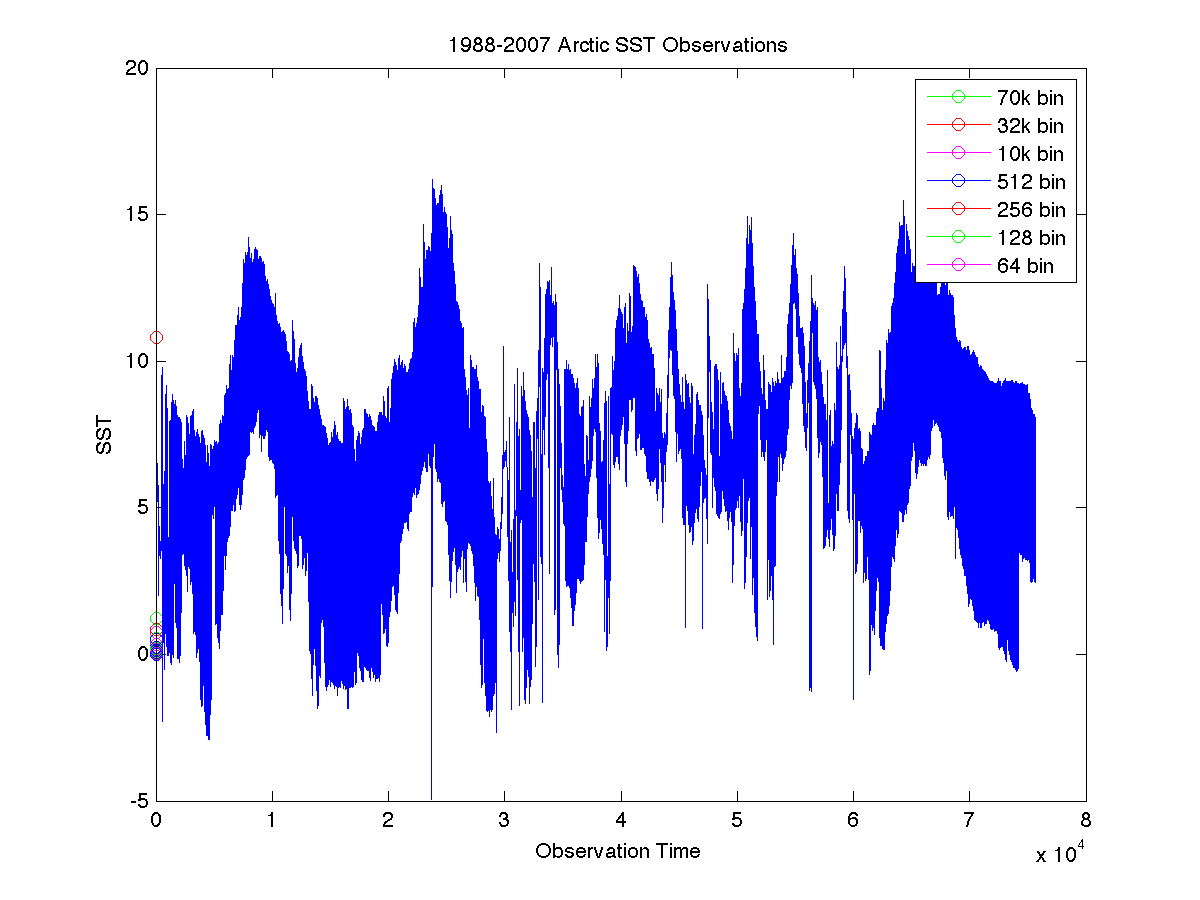 1988-2007 Arctic SST Observations
20
15
10
5
0
-5
SST
70k bin
32k bin
10k bin
512 bin
256 bin
128 bin
64 bin
0 1 2 3 4 5 6 7 8
x 10^4
Observation Time